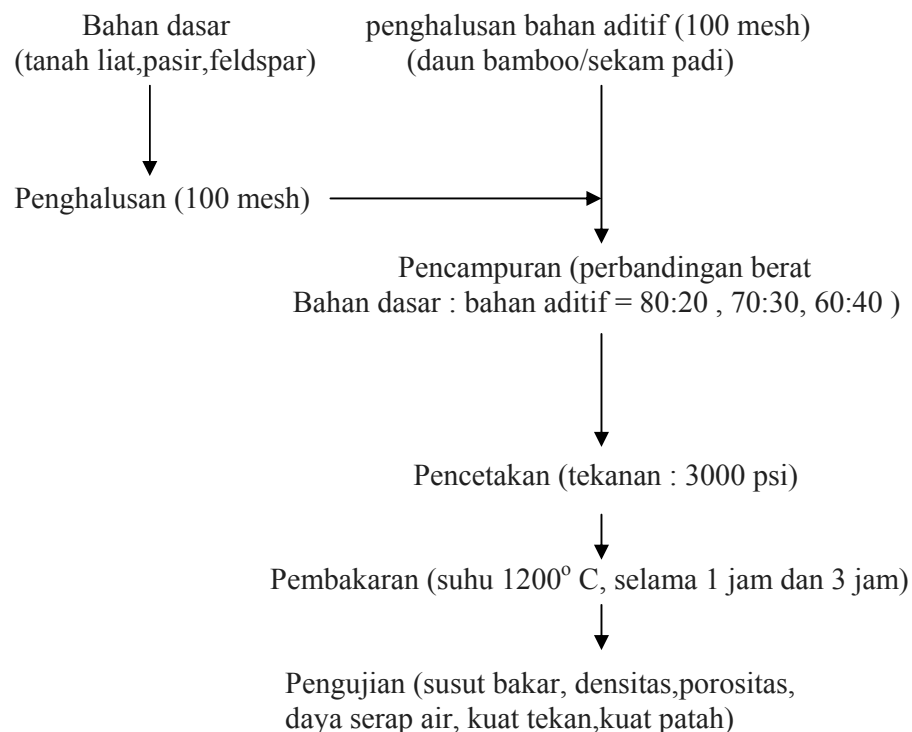 Bahan dasar
(tanah liat,pasir,feldspar)
penghalusan bahan aditif (100 mesh)
(daun bamboo/sekam padi)
Penghalusan (100 mesh)
Pencampuran (perbandingan berat
Bahan dasar : bahan aditif = 80:20 , 70:30, 60:40 )
Pencetakan (tekanan : 3000 psi)
Pembakaran (suhu 1200° C, selama 1 jam dan 3 jam)
Pengujian (susut bakar, densitas,porositas,
daya serap air, kuat tekan,kuat patah)